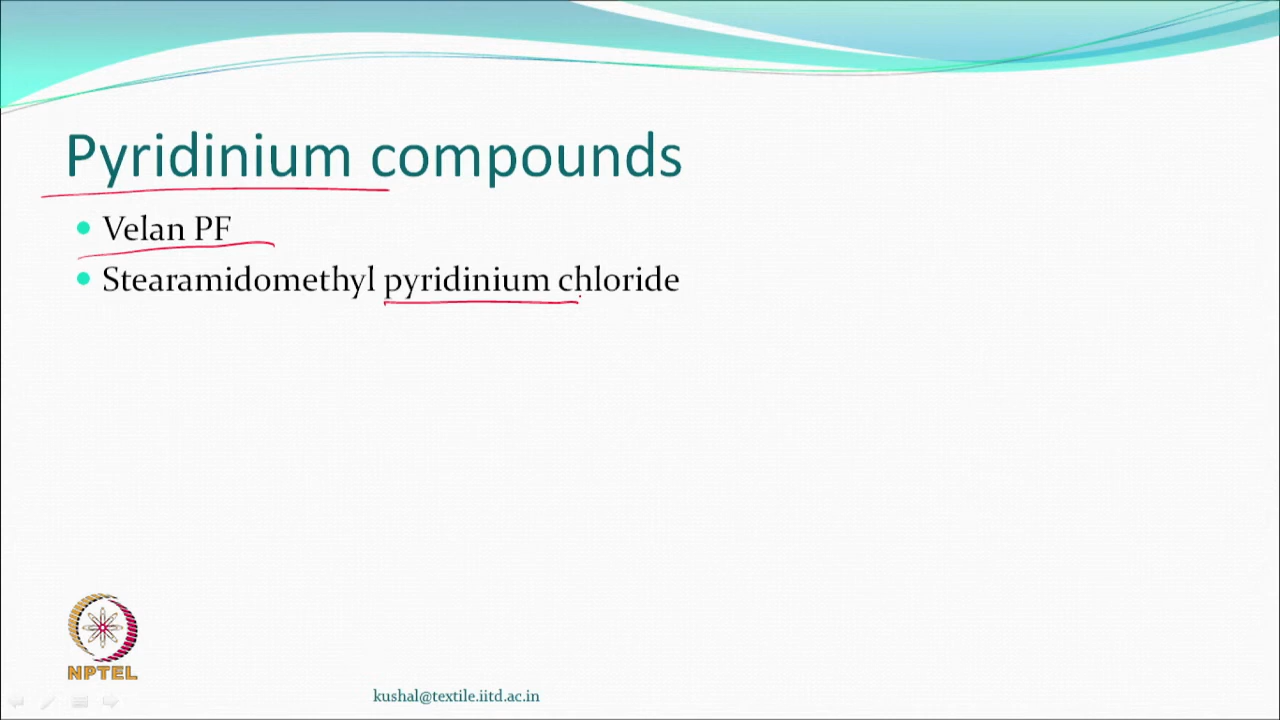 Pyridinium compounds
Velan PF
Stearamidomethyl pyridinium chloride
NPTEL
kushal@textile.iitd.ac.in